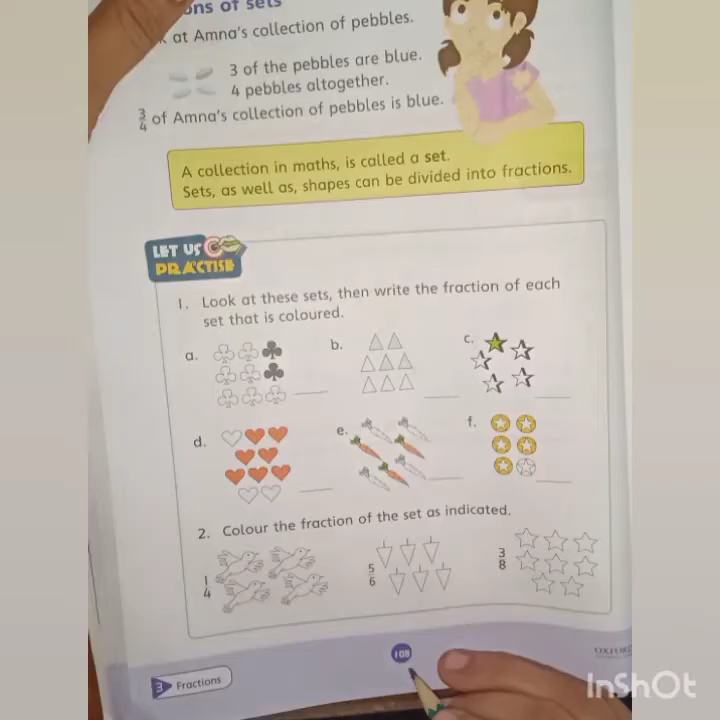 ons of sets
at Amna's collection of pebbles.
3 of the pebbles are blue.
4 pebbles altogether.
3/4 of Amna's collection of pebbles is blue.
A collection in maths, is called a set.
Sets, as well as, shapes can be divided into fractions.
LET US
PRACTISE
1. Look at these sets, then write the fraction of each
set that is coloured.
a. b. c.
d. e. f.
2. Colour the fraction of the set as indicated.
1/4 5/6 3/8
108
3 Fractions
InShOt